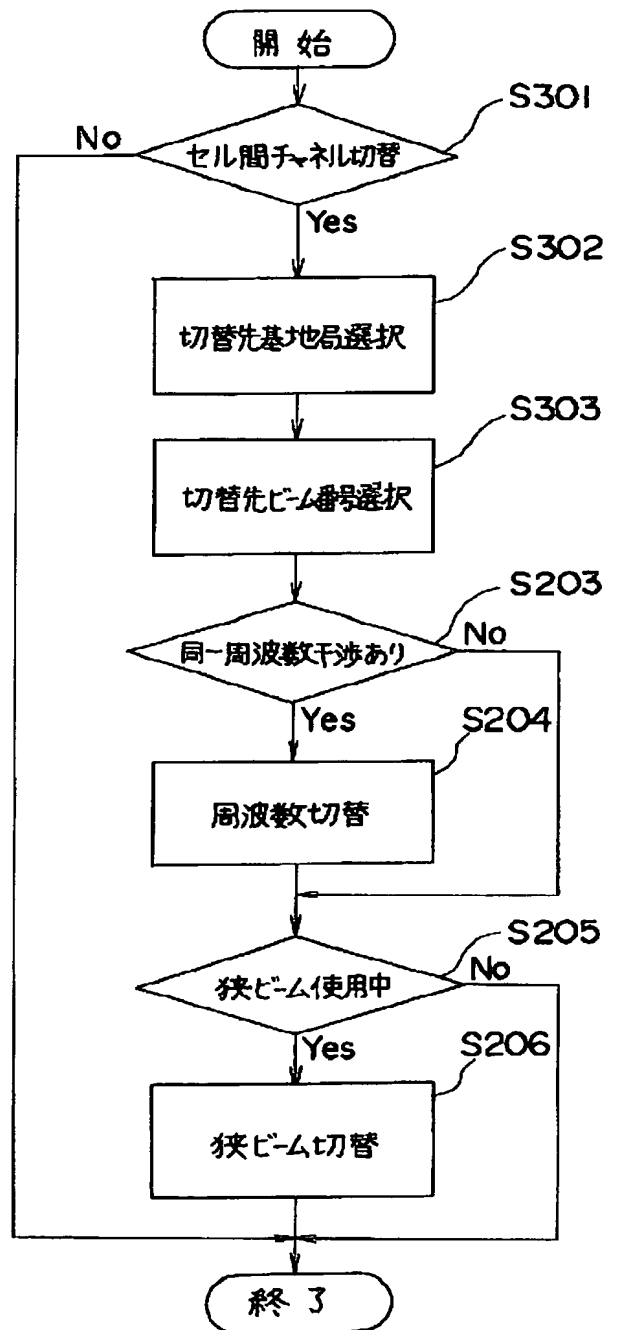 開始
S301
No
セル間チャネル切替
Yes
S302
切替先基地局選択
S303
切替先ビーム番号選択
S203
同一周波数干渉あり
No
Yes
S204
周波数切替
S205
狭ビーム使用中
No
Yes
S206
狭ビーム切替
終了